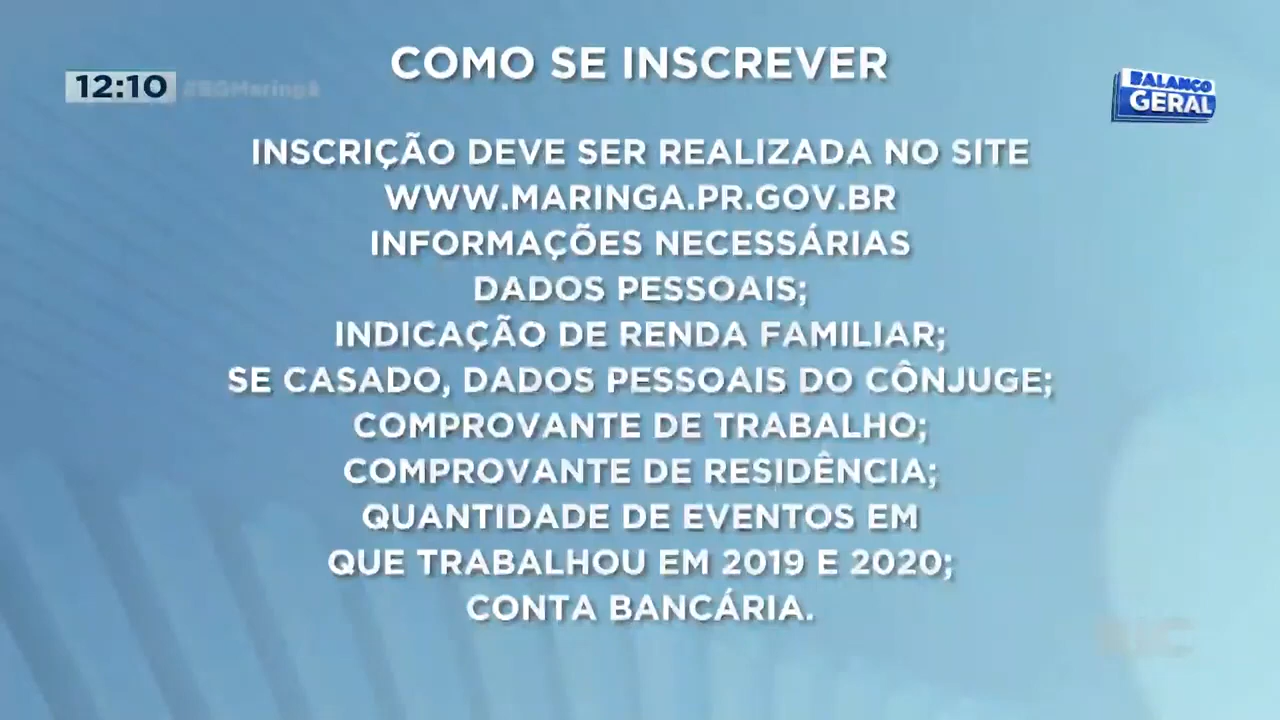 COMO SE INSCREVER
12:10
#BGMaringá
BALANÇO
GERAL
INSCRIÇÃO DEVE SER REALIZADA NO SITE
WWW.MARINGA.PR.GOV.BR
INFORMAÇÕES NECESSÁRIAS
DADOS PESSOAIS;
INDICAÇÃO DE RENDA FAMILIAR;
SE CASADO, DADOS PESSOAIS DO CÔNJUGE;
COMPROVANTE DE TRABALHO;
COMPROVANTE DE RESIDÊNCIA;
QUANTIDADE DE EVENTOS EM
QUE TRABALHOU EM 2019 E 2020;
CONTA BANCÁRIA.